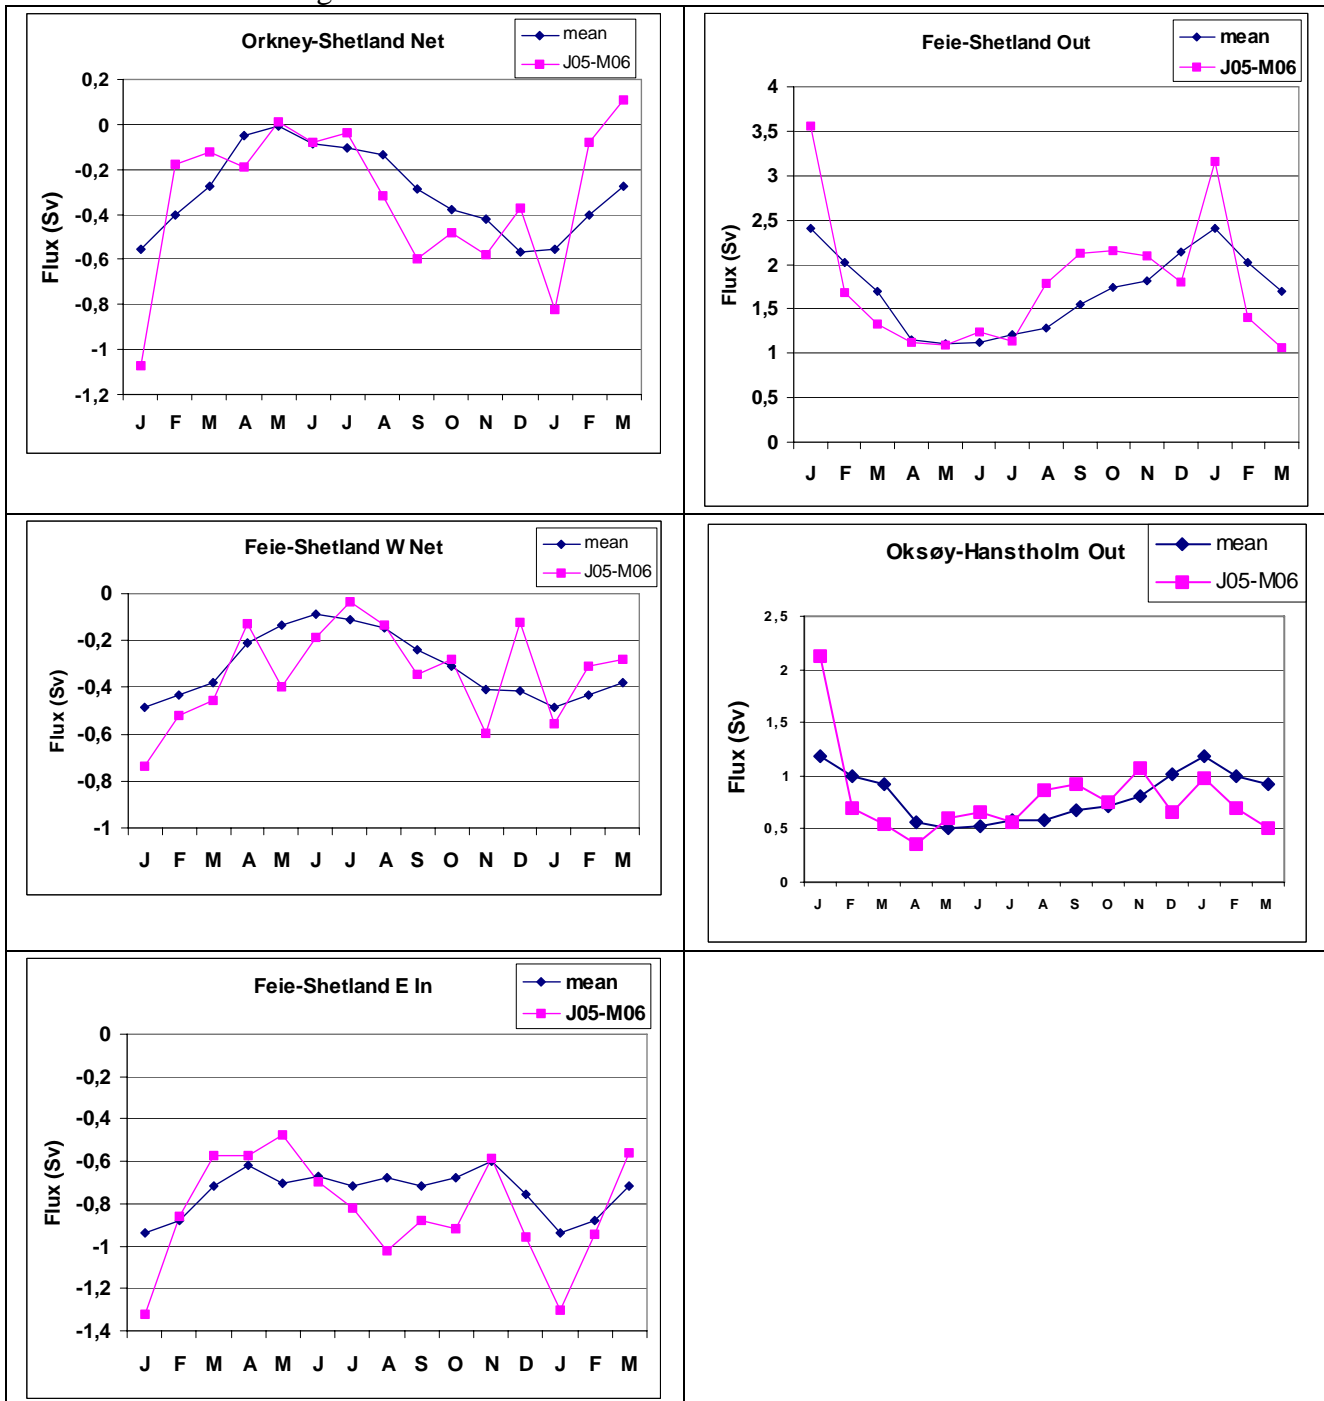 Orkney-Shetland Net
mean
J05-M06
Flux (Sv)
0,2
0
-0,2
-0,4
-0,6
-0,8
-1
-1,2
J F M A M J J A S O N D J F M
Feie-Shetland Out
mean
J05-M06
Flux (Sv)
4
3,5
3
2,5
2
1,5
1
0,5
0
J F M A M J J A S O N D J F M
Feie-Shetland W Net
mean
J05-M06
Flux (Sv)
0
-0,2
-0,4
-0,6
-0,8
-1
J F M A M J J A S O N D J F M
Oksøy-Hanstholm Out
mean
J05-M06
Flux (Sv)
2,5
2
1,5
1
0,5
0
J F M A M J J A S O N D J F M
Feie-Shetland E In
mean
J05-M06
Flux (Sv)
0
-0,2
-0,4
-0,6
-0,8
-1
-1,2
-1,4
J F M A M J J A S O N D J F M